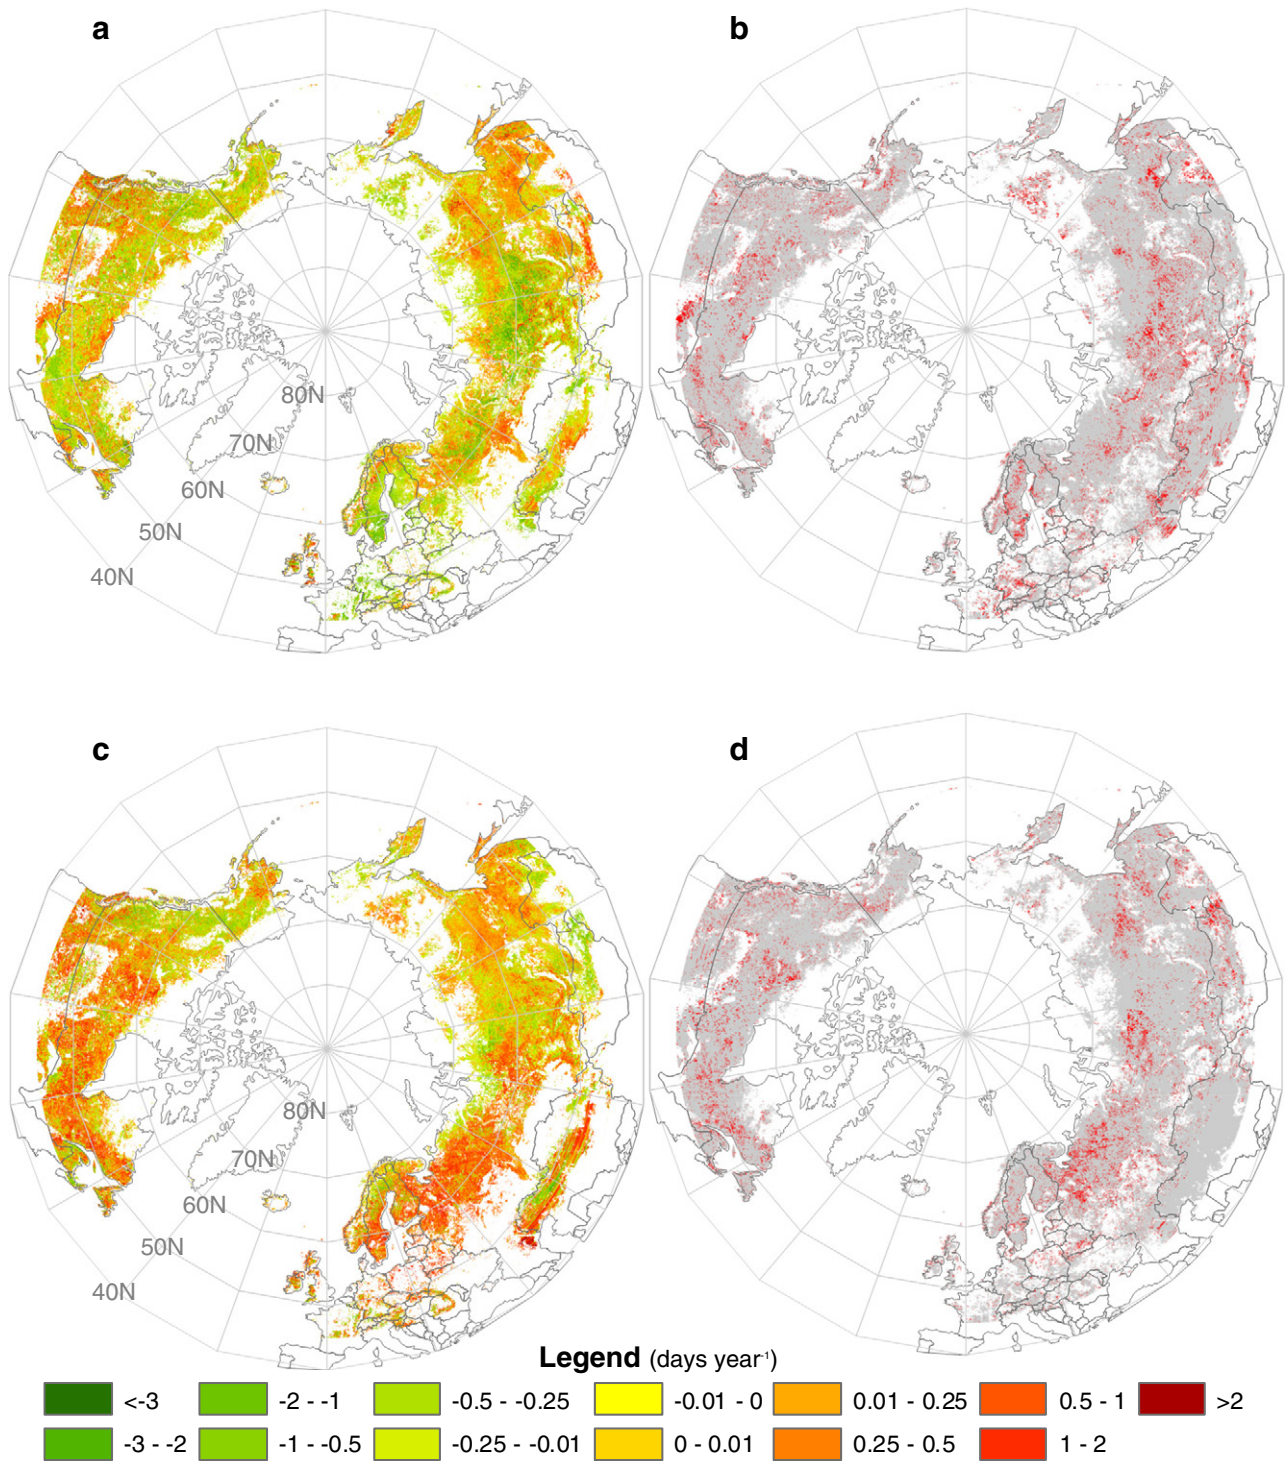 a
b
80N
70N
60N
50N
40N
c
d
80N
70N
60N
50N
40N
Legend (days year-1)
<-3
-2 - -1
-0.5 - -0.25
-0.01 - 0
0.01 - 0.25
0.5 - 1
>2
-3 - -2
-1 - -0.5
-0.25 - -0.01
0 - 0.01
0.25 - 0.5
1 - 2